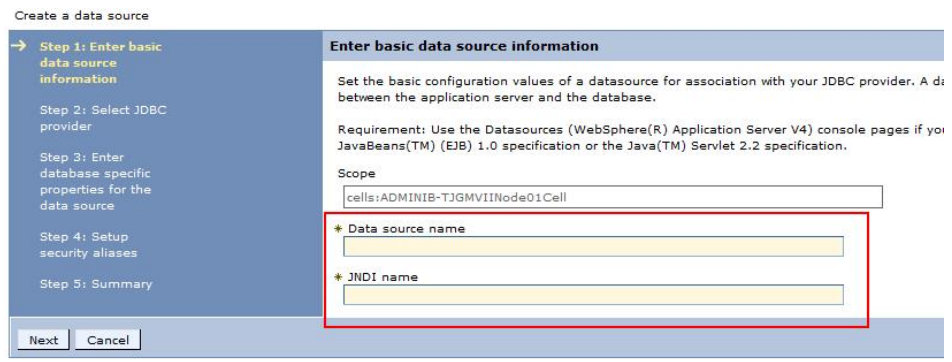 Create a data source
Step 1: Enter basic
data source
information
Step 2: Select JDBC
provider
Step 3: Enter
database specific
properties for the
data source
Step 4: Setup
security aliases
Step 5: Summary
Enter basic data source information
Set the basic configuration values of a datasource for association with your JDBC provider. A
between the application server and the database.
Requirement: Use the Datasources (WebSphere(R) Application Server V4) console pages if
JavaBeans(TM) (EJB) 1.0 specification or the Java(TM) Servlet 2.2 specification.
Scope
cells:ADMINIB-TJGMVIINode01Cell
* Data source name
* JNDI name
Next Cancel